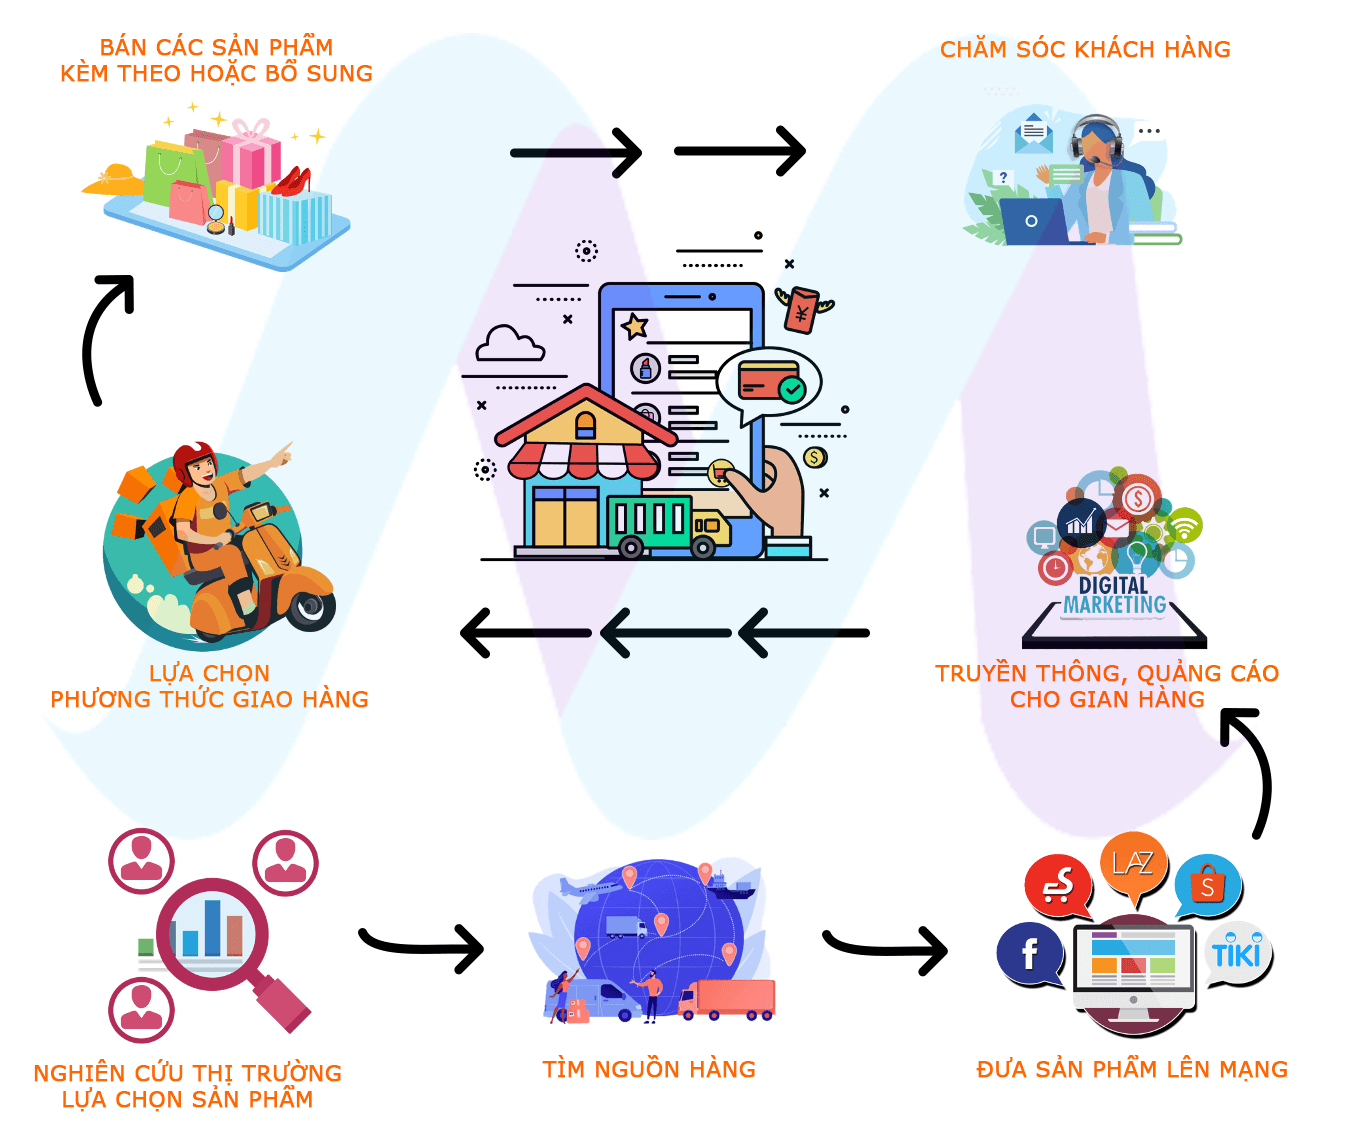 BÁN CÁC SẢN PHẨM
KÈM THEO HOẶC BỔ SUNG
CHĂM SÓC KHÁCH HÀNG
?
¥
$
$
DIGITAL
MARKETING
LỰA CHỌN
PHƯƠNG THỨC GIAO HÀNG
TRUYỀN THÔNG, QUẢNG CÁO
CHO GIAN HÀNG
LAZ
S
S
f
TIKI
NGHIÊN CỨU THỊ TRƯỜNG
LỰA CHỌN SẢN PHẨM
TÌM NGUỒN HÀNG
ĐƯA SẢN PHẨM LÊN MẠNG